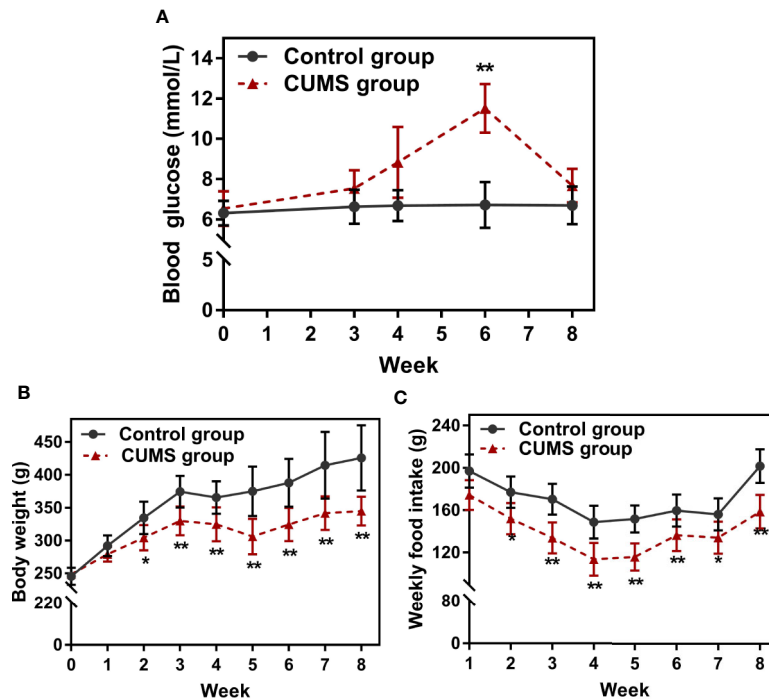 A
Control group
CUMS group
**
Blood glucose (mmol/L)
14
12
10
8
6
5
0
0 1 2 3 4 5 6 7 8
Week
B
Control group
CUMS group
Body weight (g)
450
400
350
300
250
220
0
* ** ** ** ** ** **
0 1 2 3 4 5 6 7 8
Week
C
Control group
CUMS group
Weekly food intake (g)
240
200
160
120
80
0
* ** ** ** ** * **
1 2 3 4 5 6 7 8
Week